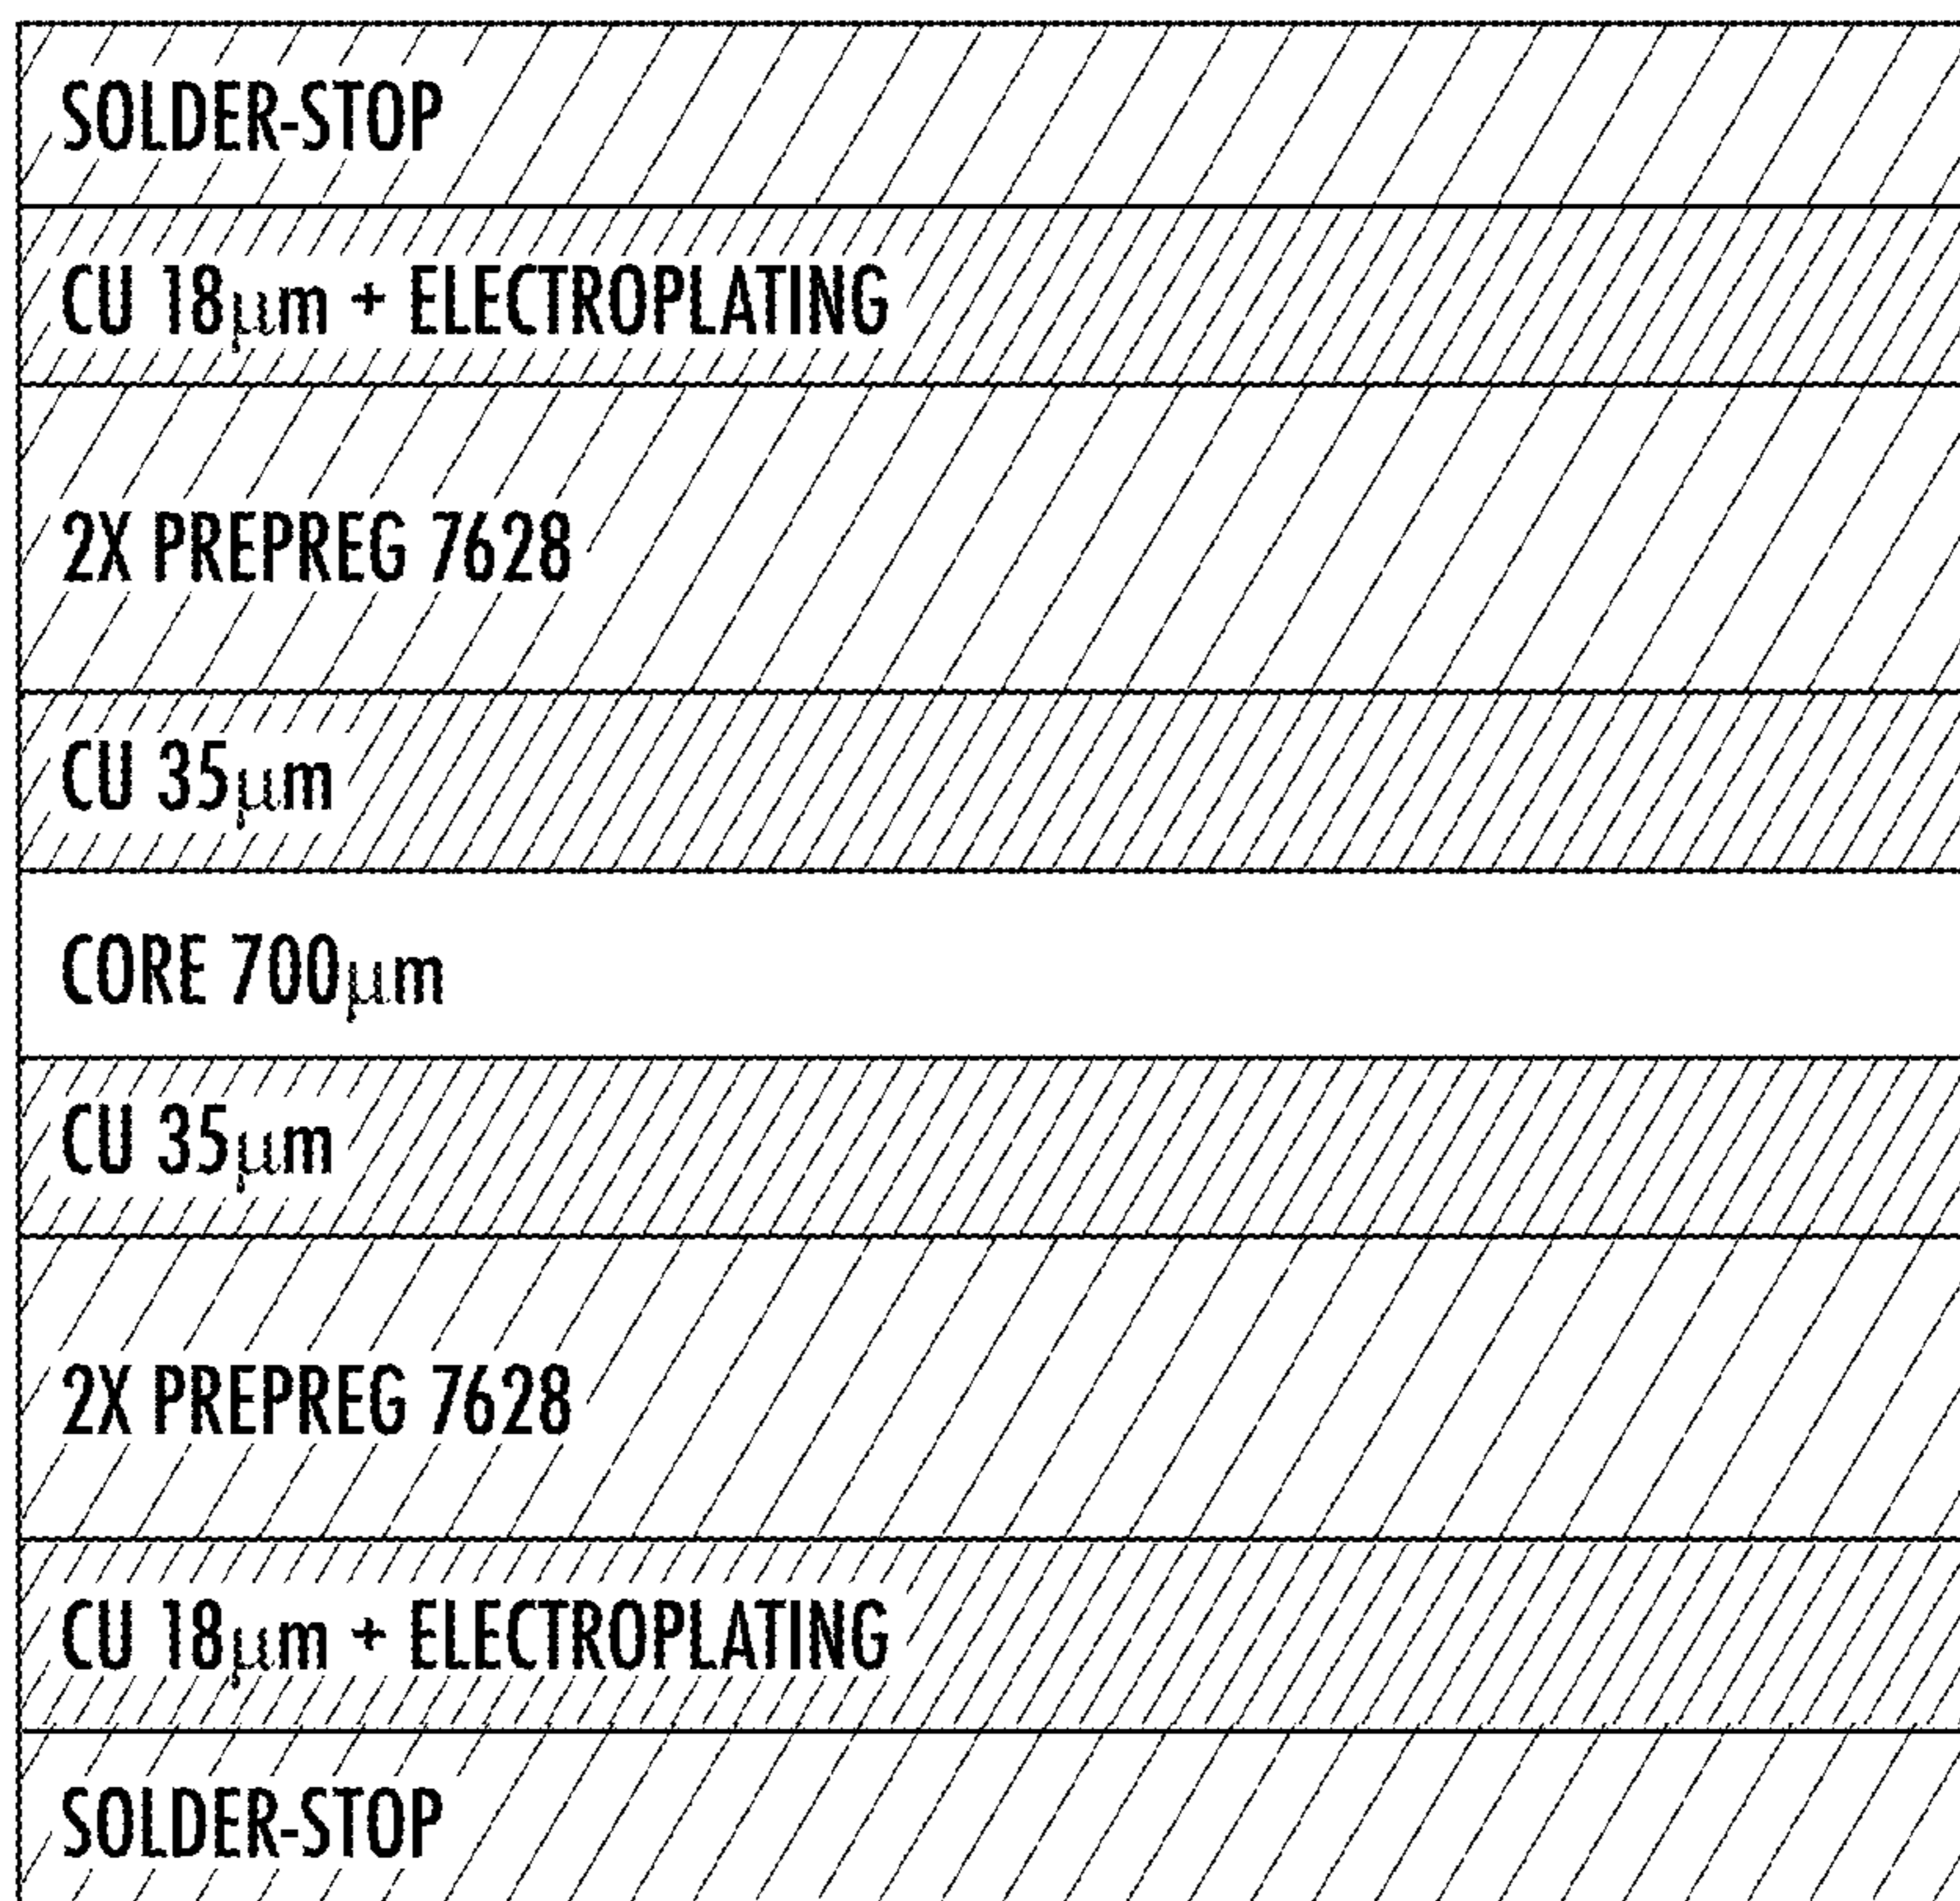 SOLDER-STOP
CU 18μm + ELECTROPLATING
2X PREPREG 7628
CU 35μm
CORE 700μm
CU 35μm
2X PREPREG 7628
CU 18μm + ELECTROPLATING
SOLDER-STOP